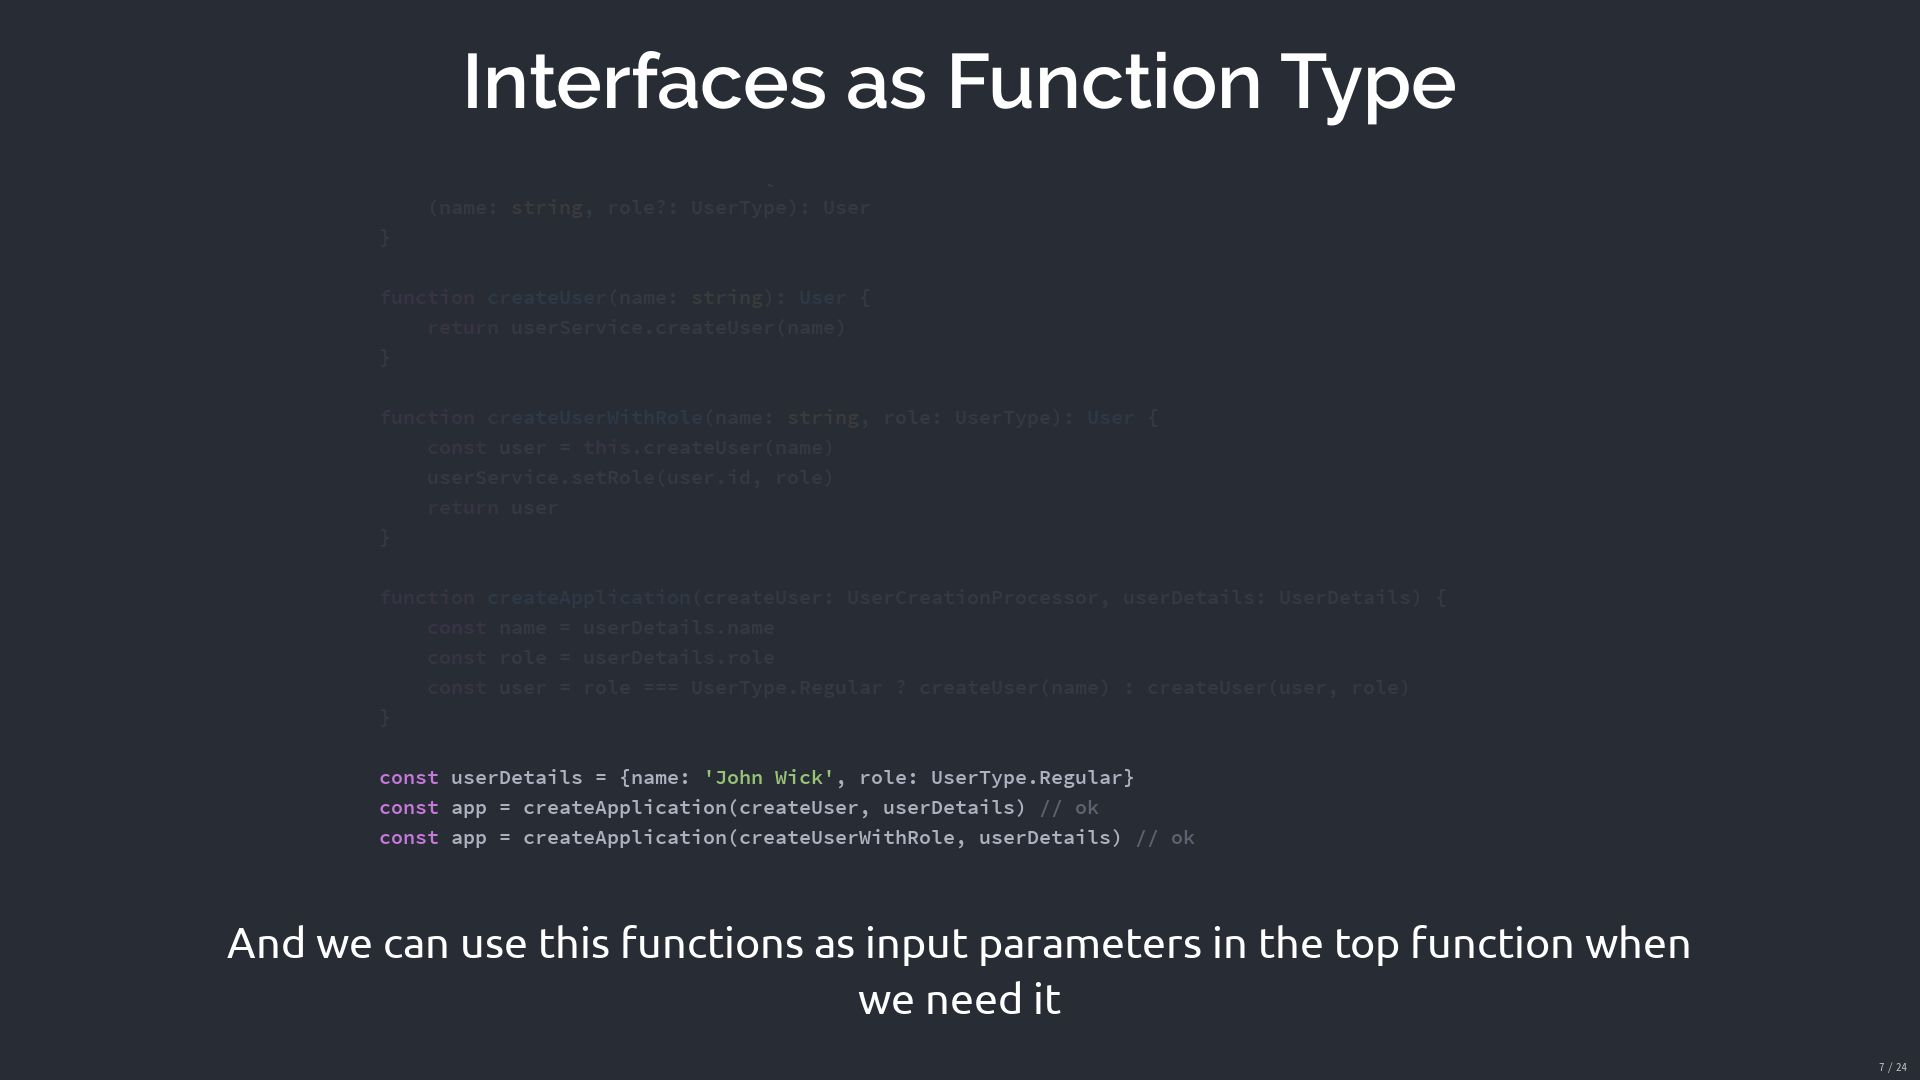 Interfaces as Function Type
(name: string, role?: UserType): User
}
function createUser(name: string): User {
return userService.createUser(name)
}
function createUserWithRole(name: string, role: UserType): User {
const user = this.createUser(name)
userService.setRole(user.id, role)
return user
}
function createApplication(createUser: UserCreationProcessor, userDetails: UserDetails) {
const name = userDetails.name
const role = userDetails.role
const user = role === UserType.Regular ? createUser(name) : createUser(user, role)
}
const userDetails = {name: 'John Wick', role: UserType.Regular}
const app = createApplication(createUser, userDetails) // ok
const app = createApplication(createUserWithRole, userDetails) // ok
And we can use this functions as input parameters in the top function when
we need it
7 / 24